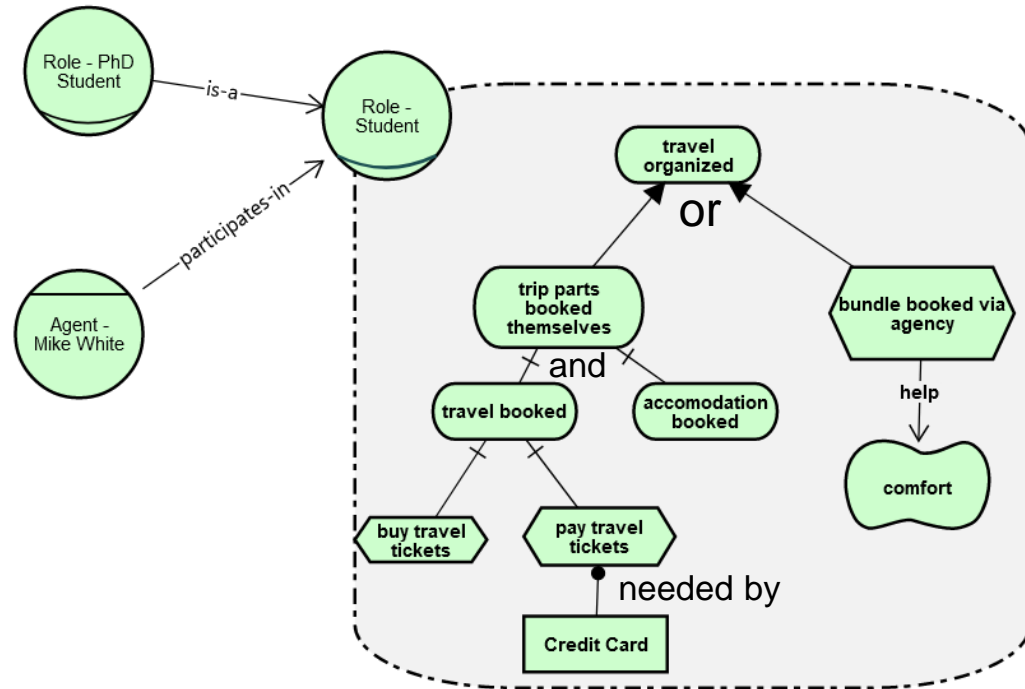 Role - PhD
Student
is-a
Role -
Student
participates-in
Agent -
Mike White
travel
organized
or
trip parts
booked
themselves
bundle booked via
agency
and
help
travel booked
accomodation
booked
comfort
buy travel
tickets
pay travel
tickets
needed by
Credit Card